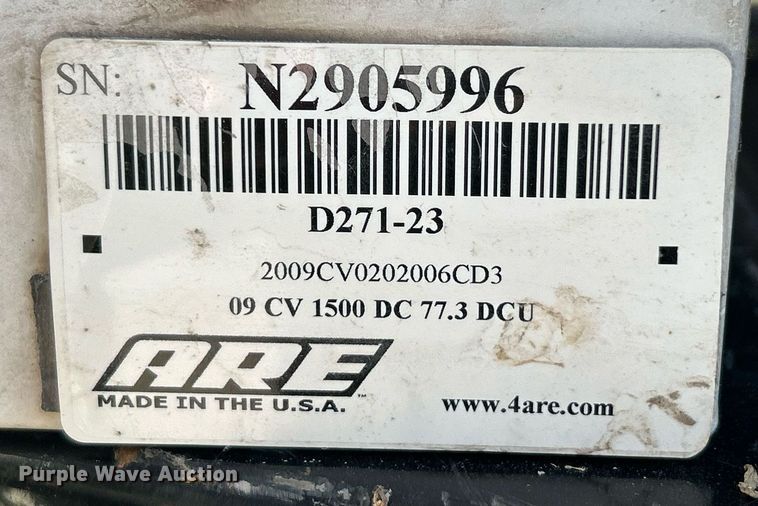 SN: N2905996
D271-23
2009CV0202006CD3
09 CV 1500 DC 77.3 DCU
ARE™
MADE IN THE U.S.A.
www.4are.com
Purple Wave Auction